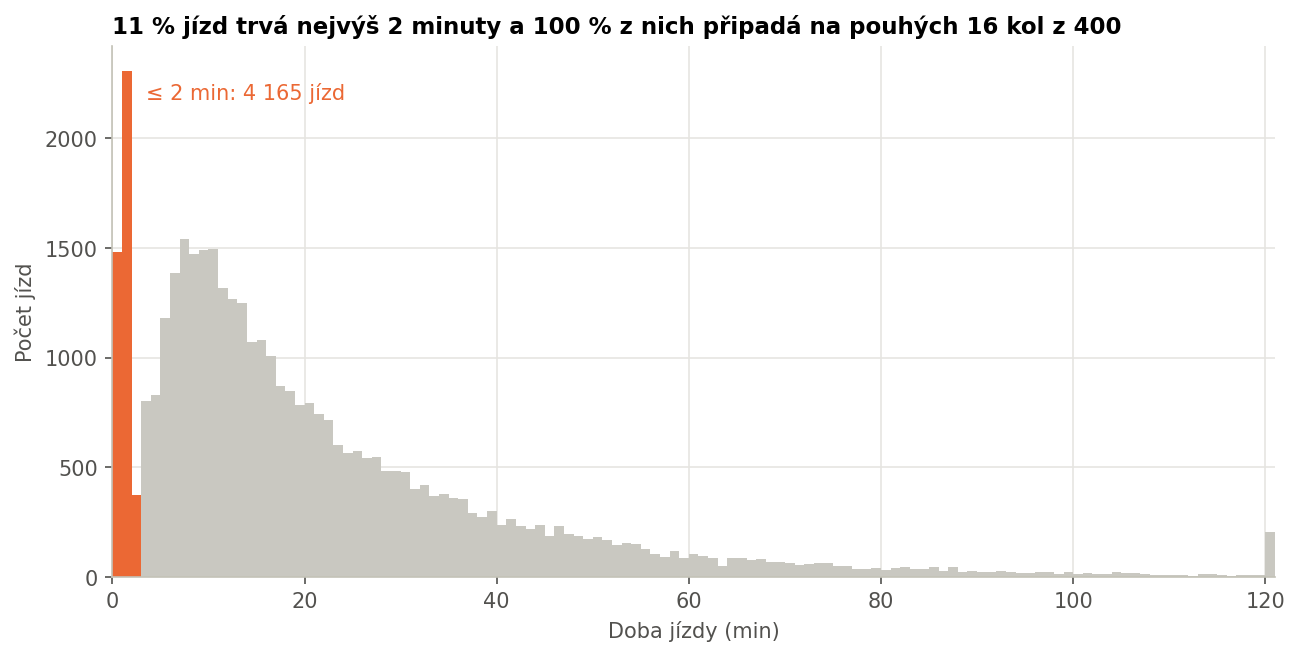 11 % jízd trvá nejvýš 2 minuty a 100 % z nich připadá na pouhých 16 kol z 400
≤ 2 min: 4 165 jízd
Počet jízd
2000
1500
1000
500
0
0 20 40 60 80 100 120
Doba jízdy (min)